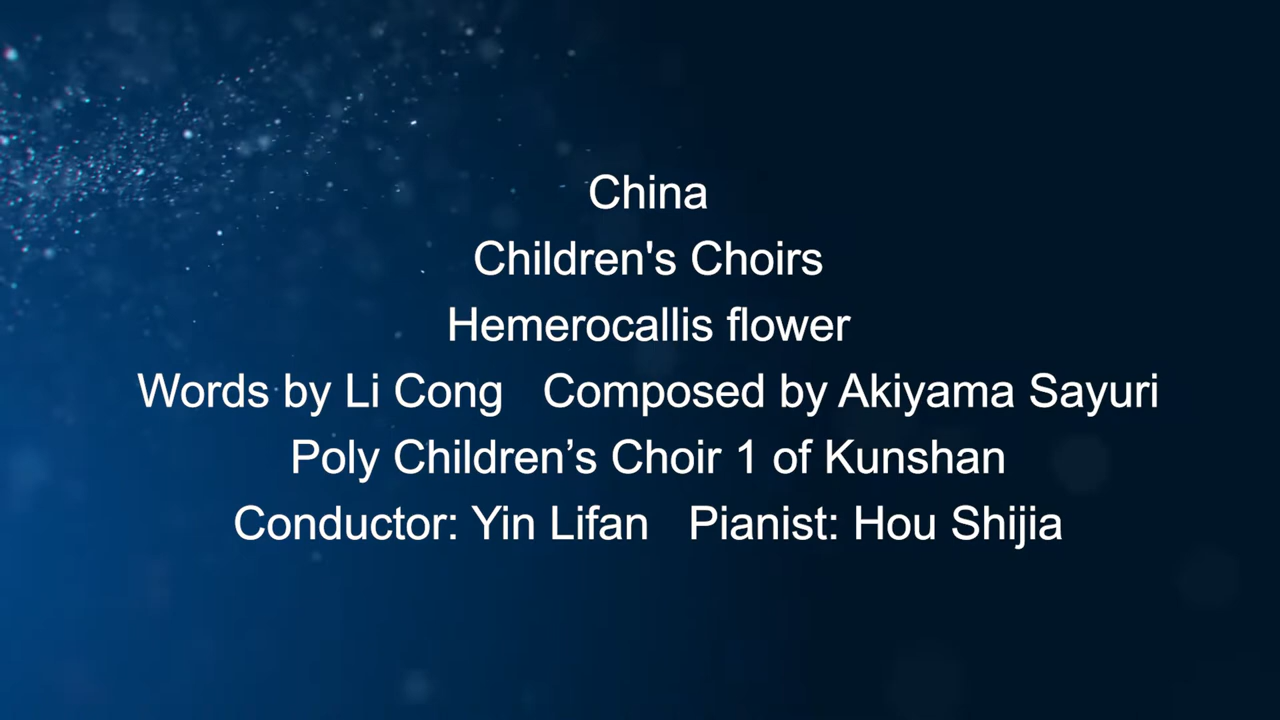 China
Children's Choirs
Hemerocallis flower
Words by Li Cong   Composed by Akiyama Sayuri
Poly Children’s Choir 1 of Kunshan
Conductor: Yin Lifan   Pianist: Hou Shijia